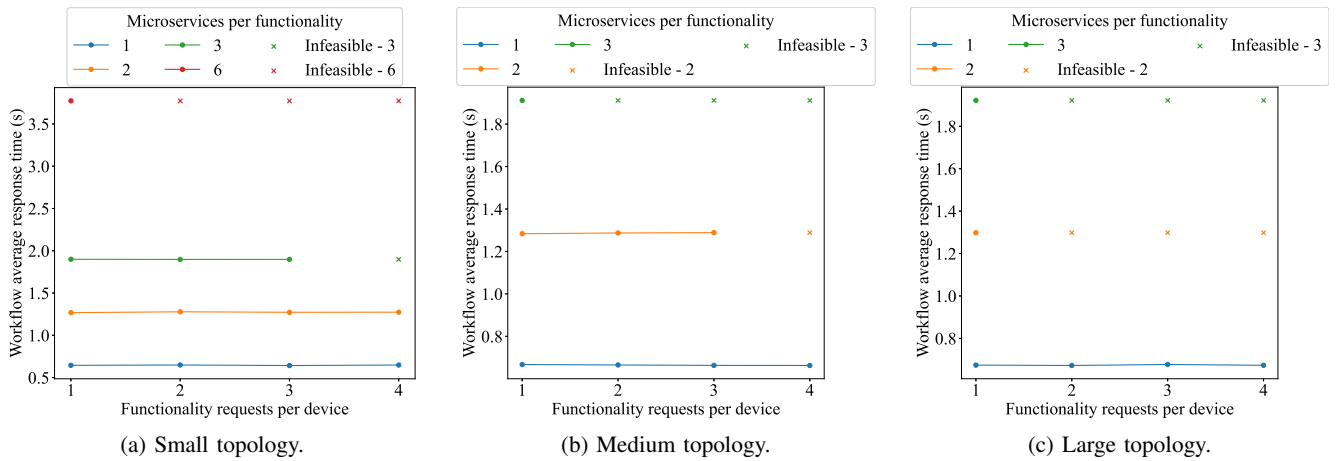 Microservices per functionality
1 3 Infeasible - 3
2 6 Infeasible - 6
Workflow average response time (s)
3.5
3.0
2.5
2.0
1.5
1.0
0.5
1 2 3 4
Functionality requests per device
(a) Small topology.
Microservices per functionality
1 3 Infeasible - 3
2 Infeasible - 2
Workflow average response time (s)
1.8
1.6
1.4
1.2
1.0
0.8
1 2 3 4
Functionality requests per device
(b) Medium topology.
Microservices per functionality
1 3 Infeasible - 3
2 Infeasible - 2
Workflow average response time (s)
1.8
1.6
1.4
1.2
1.0
0.8
1 2 3 4
Functionality requests per device
(c) Large topology.